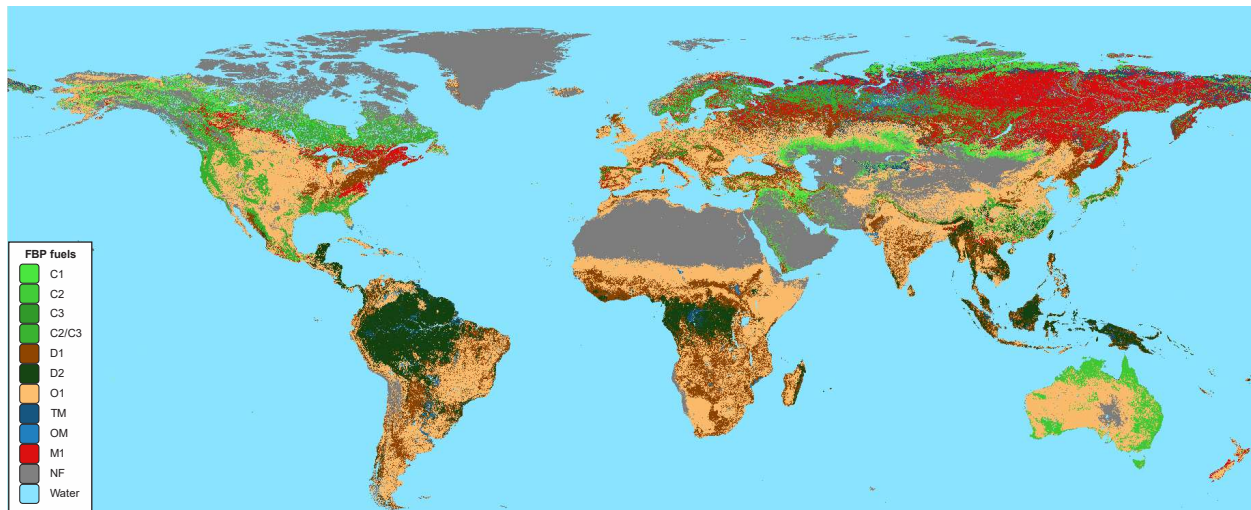 FBP fuels
C1
C2
C3
C2/C3
D1
D2
O1
TM
OM
M1
NF
Water